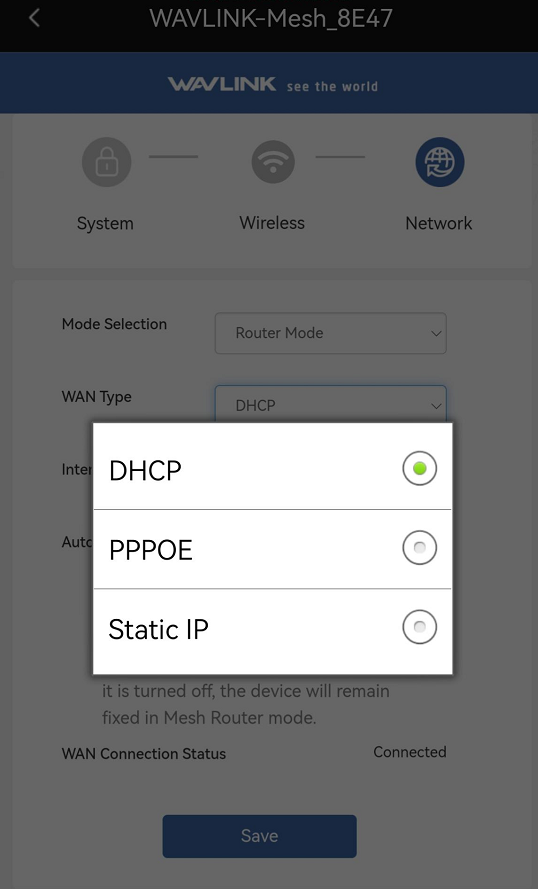 WAVLINK-Mesh_8E47
WAVLINK see the world
System
Wireless
Network
Mode Selection
Router Mode
WAN Type
DHCP
DHCP
PPPOE
Static IP
it is turned off, the device will remain
fixed in Mesh Router mode.
WAN Connection Status
Connected
Save